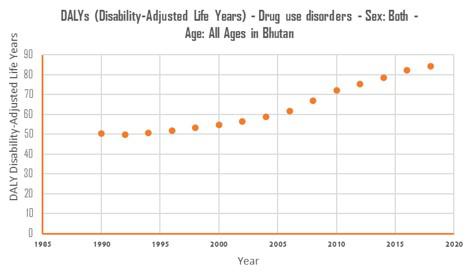 DALYs (Disability-Adjusted Life Years) - Drug use disorders - Sex: Both -
Age: All Ages in Bhutan
DALY Disability-Adjusted Life Years
90
80
70
60
50
40
30
20
10
0
1985 1990 1995 2000 2005 2010 2015 2020
Year